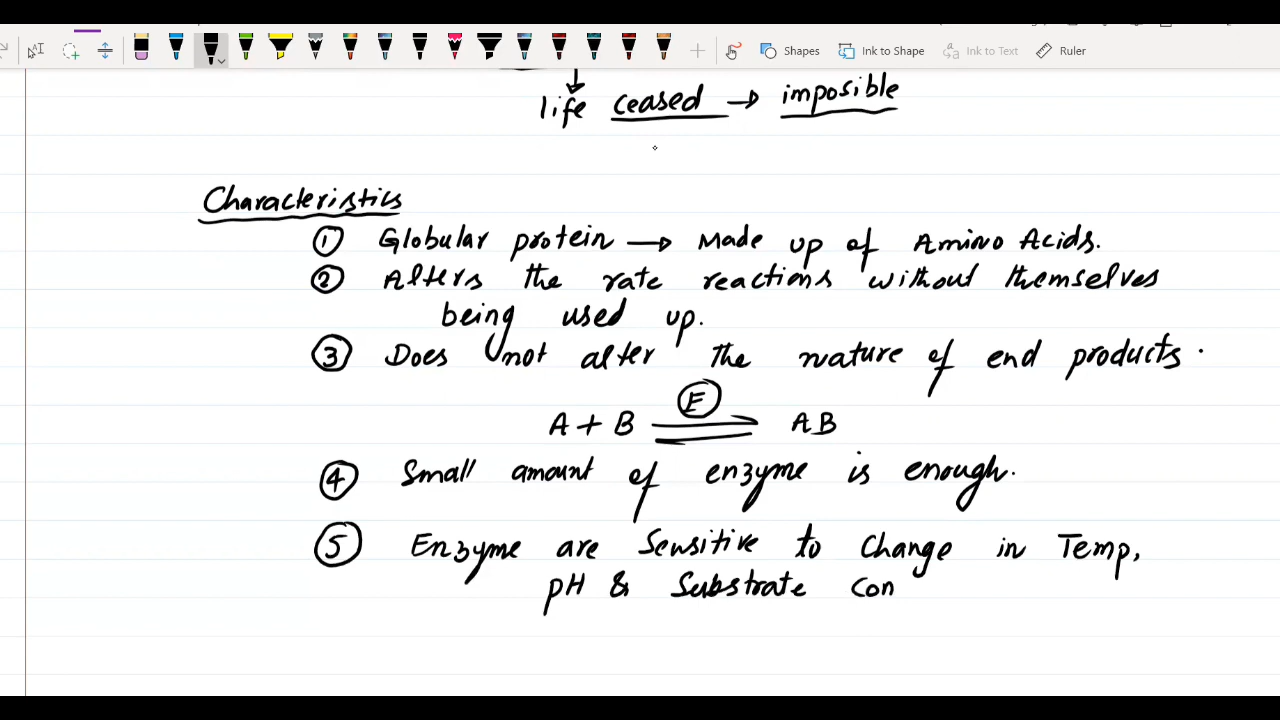 Shapes Ink to Shape Ink to Text Ruler
life ceased → imposible
Characteristics
① Globular protein → Made up of Amino Acids.
② Alters the rate reactions without themselves
being used up.
③ Does not alter the nature of end products.
E
A + B ⇌ AB
④ Small amount of enzyme is enough.
⑤ Enzyme are Sensitive to Change in Temp,
pH & Substrate con